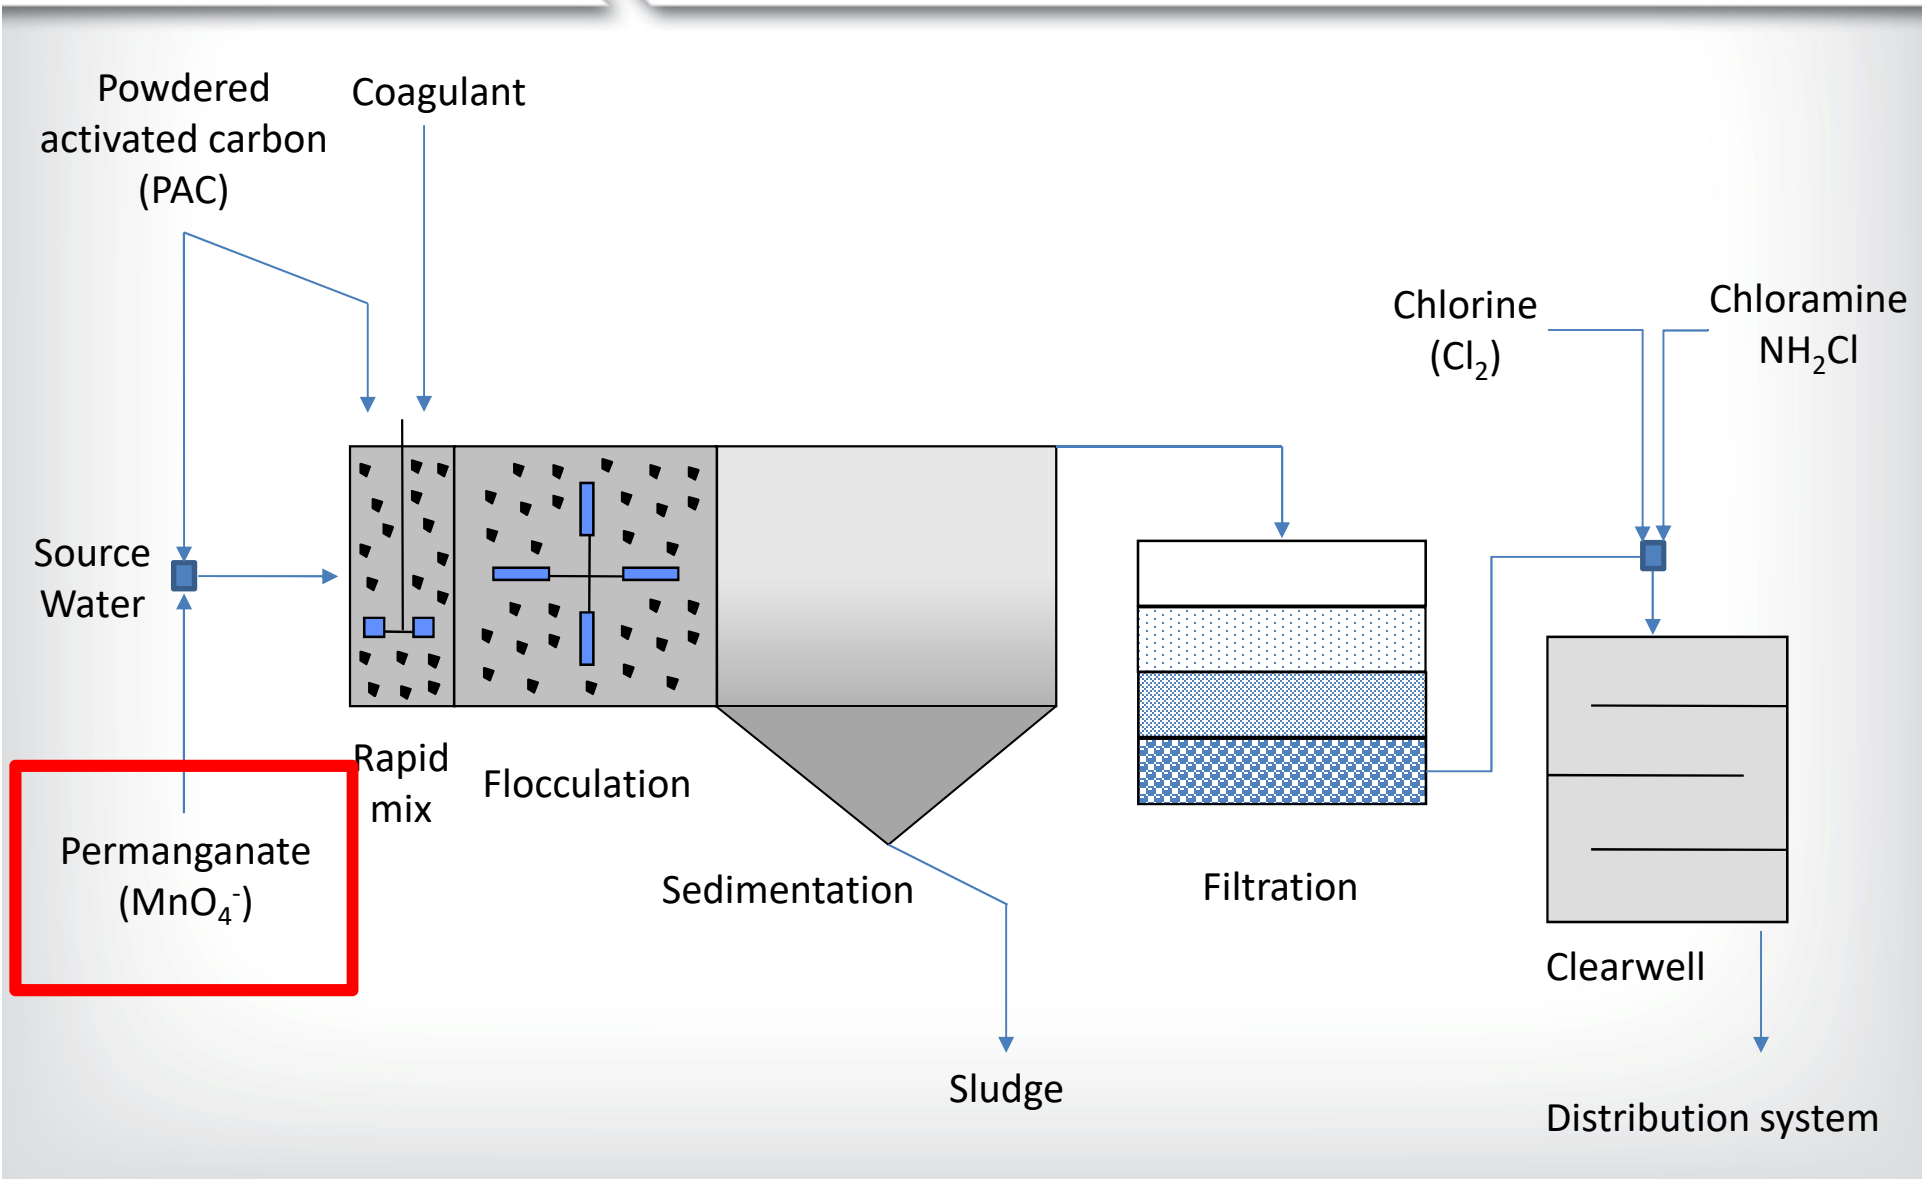 Powdered
activated carbon
(PAC)
Coagulant
Chlorine
(Cl₂)
Chloramine
NH₂Cl
Source
Water
Rapid
mix
Flocculation
Permanganate
(MnO₄⁻)
Sedimentation
Filtration
Clearwell
Sludge
Distribution system